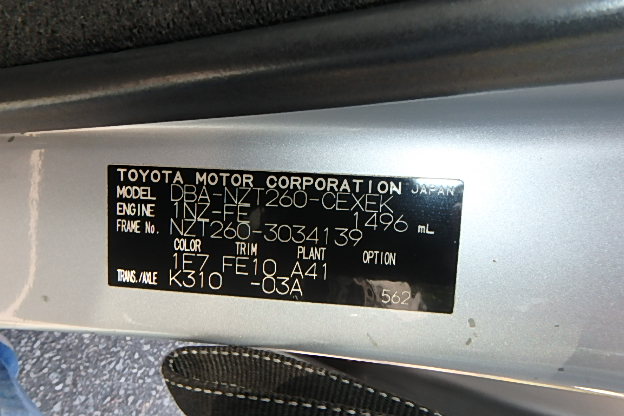 TOYOTA MOTOR CORPORATION JAPAN
MODEL DBA-NZT260-CEXEK
ENGINE 1NZ-FE 1496 mL
FRAME No. NZT260-3034139
COLOR TRIM PLANT OPTION
1E7 FE10 A41
TRANS./AXLE K310 -03A
562